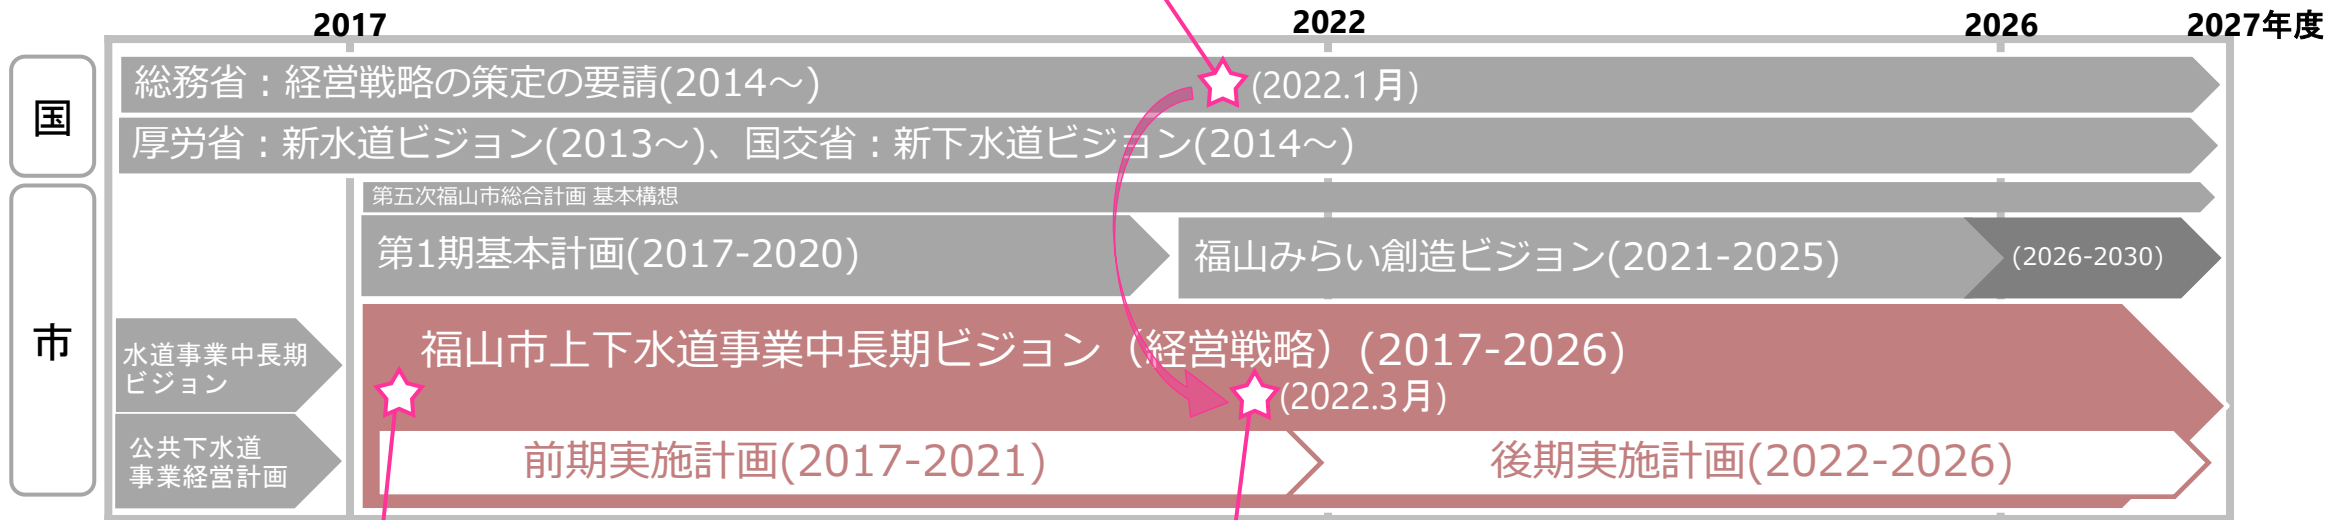 2017
2022
2026
2027年度
国
総務省：経営戦略の策定の要請(2014～)
(2022.1月)
厚労省：新水道ビジョン(2013～)、国交省：新下水道ビジョン(2014～)
市
第五次福山市総合計画 基本構想
第1期基本計画(2017-2020)
福山みらい創造ビジョン(2021-2025)
(2026-2030)
水道事業中長期
ビジョン
福山市上下水道事業中長期ビジョン（経営戦略）(2017-2026)
(2022.3月)
公共下水道
事業経営計画
前期実施計画(2017-2021)
後期実施計画(2022-2026)